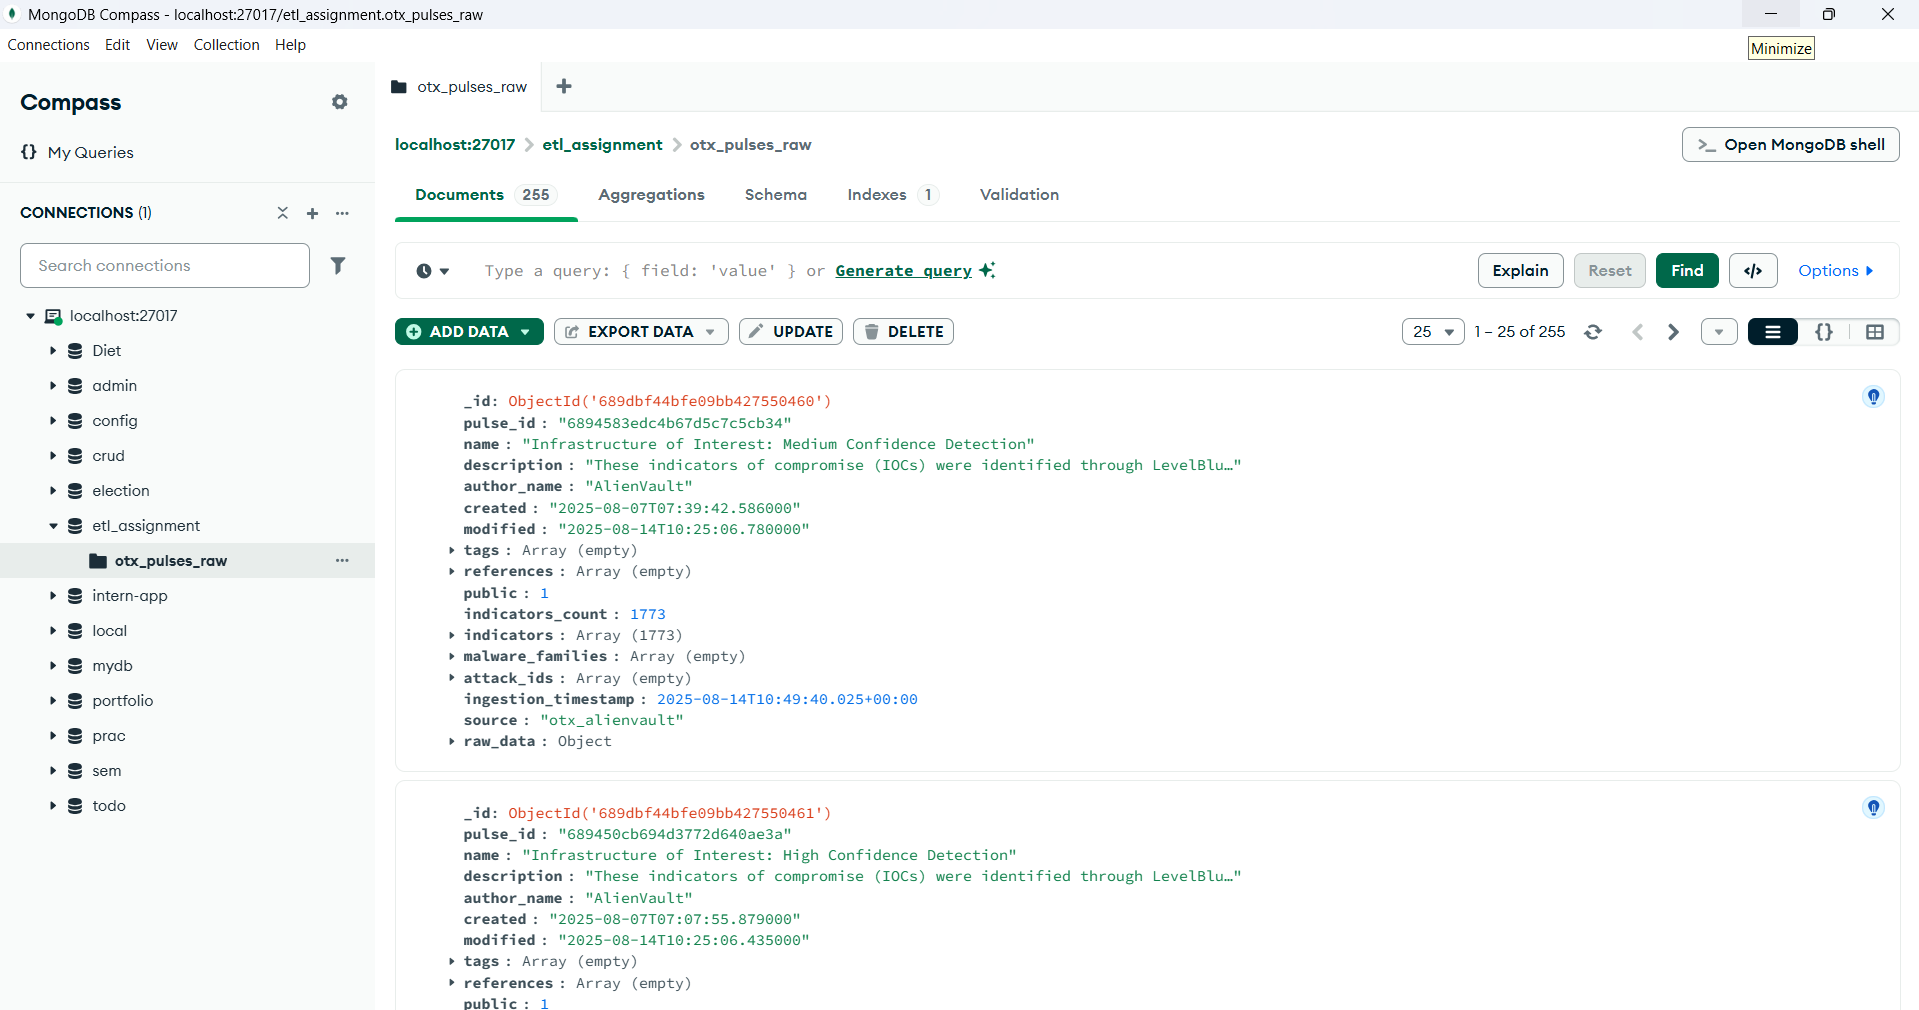 MongoDB Compass - localhost:27017/etl_assignment.otx_pulses_raw
Connections Edit View Collection Help
Minimize
Compass
My Queries
CONNECTIONS (1)
Search connections
localhost:27017
Diet
admin
config
crud
election
etl_assignment
otx_pulses_raw
intern-app
local
mydb
portfolio
prac
sem
todo
otx_pulses_raw
localhost:27017 > etl_assignment > otx_pulses_raw
>_ Open MongoDB shell
Documents 255 Aggregations Schema Indexes 1 Validation
Type a query: { field: 'value' } or Generate query
Explain Reset Find </> Options
ADD DATA EXPORT DATA UPDATE DELETE
25 1 – 25 of 255 {}
_id: ObjectId('689dbf44bfe09bb427550460')
pulse_id : "6894583edc4b67d5c7c5cb34"
name : "Infrastructure of Interest: Medium Confidence Detection"
description : "These indicators of compromise (IOCs) were identified through LevelBlu…"
author_name : "AlienVault"
created : "2025-08-07T07:39:42.586000"
modified : "2025-08-14T10:25:06.780000"
tags : Array (empty)
references : Array (empty)
public : 1
indicators_count : 1773
indicators : Array (1773)
malware_families : Array (empty)
attack_ids : Array (empty)
ingestion_timestamp : 2025-08-14T10:49:40.025+00:00
source : "otx_alienvault"
raw_data : Object
_id: ObjectId('689dbf44bfe09bb427550461')
pulse_id : "689450cb694d3772d640ae3a"
name : "Infrastructure of Interest: High Confidence Detection"
description : "These indicators of compromise (IOCs) were identified through LevelBlu…"
author_name : "AlienVault"
created : "2025-08-07T07:07:55.879000"
modified : "2025-08-14T10:25:06.435000"
tags : Array (empty)
references : Array (empty)
public : 1